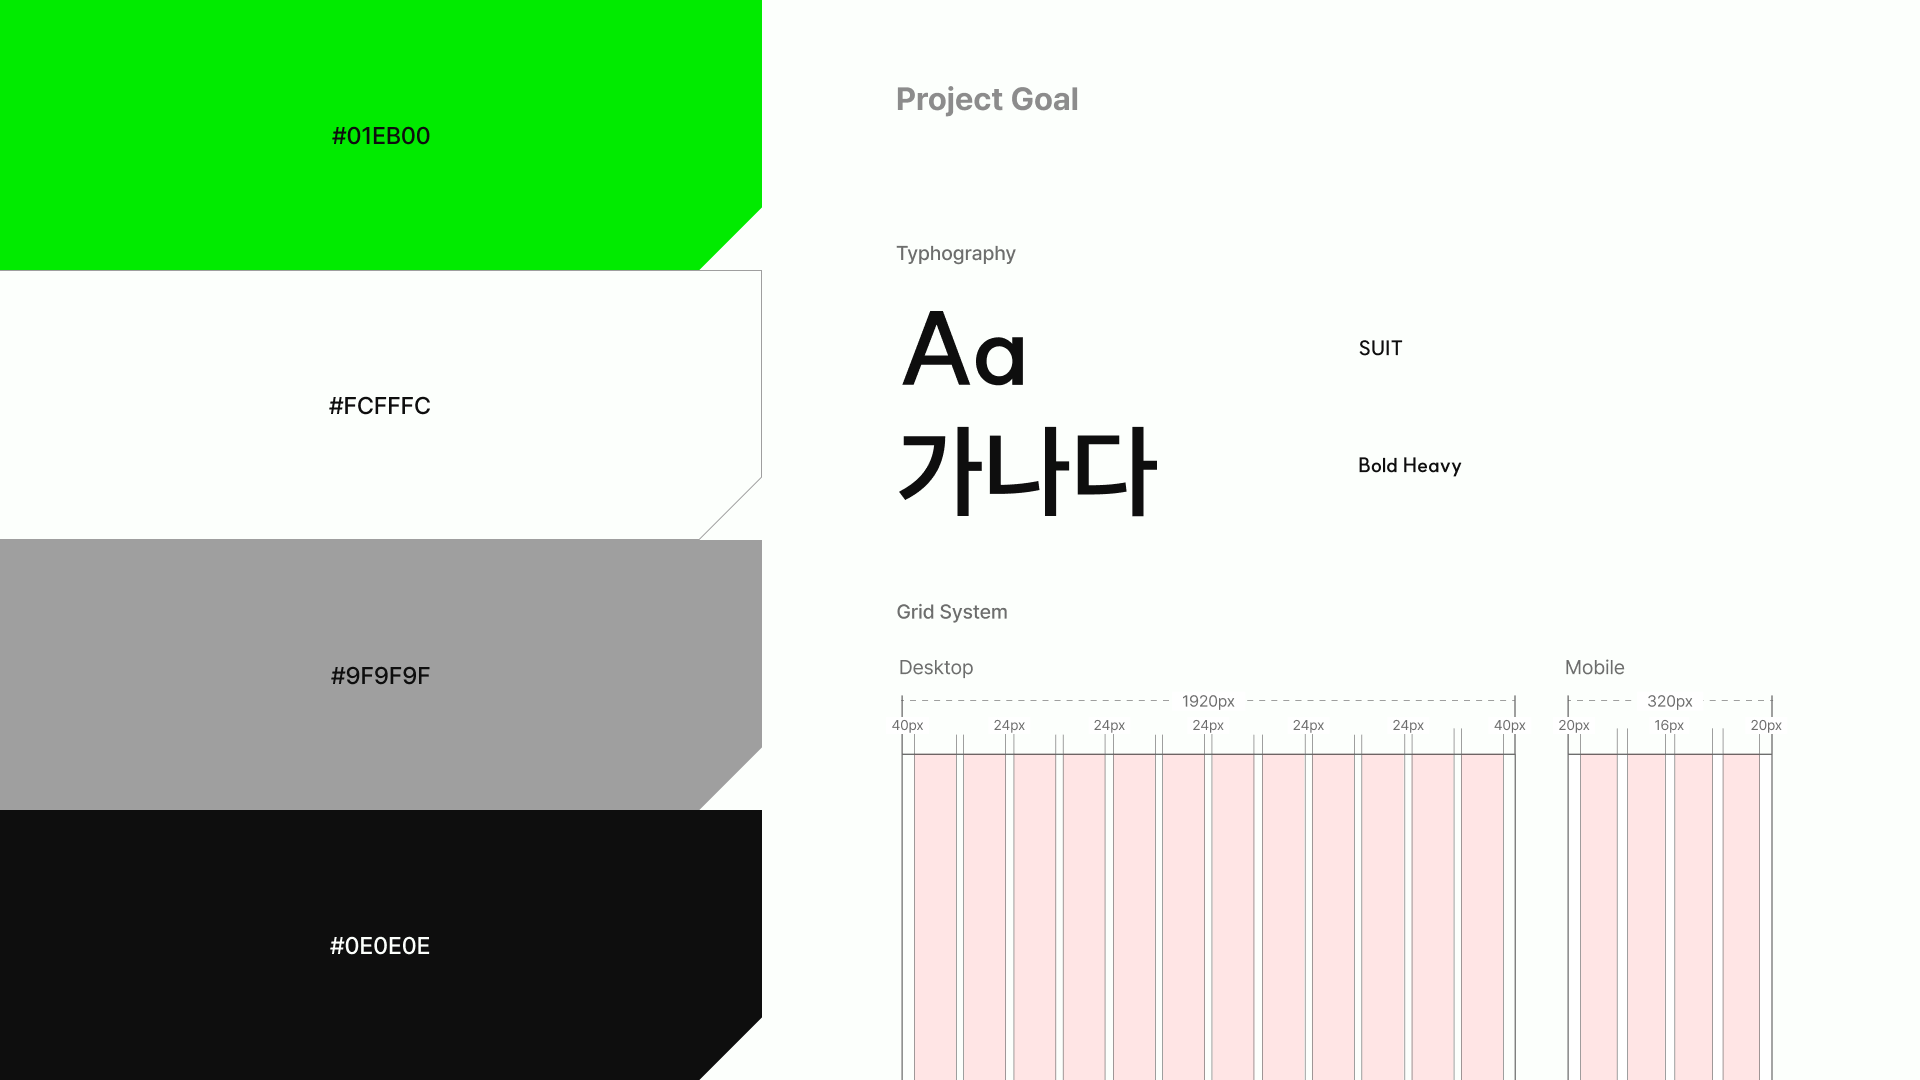 #01EB00
#FCFFFC
#9F9F9F
#0E0E0E
Project Goal
Typhography
Aa
SUIT
가나다
Bold Heavy
Grid System
Desktop
1920px
40px 24px 24px 24px 24px 24px 40px
Mobile
320px
20px 16px 20px